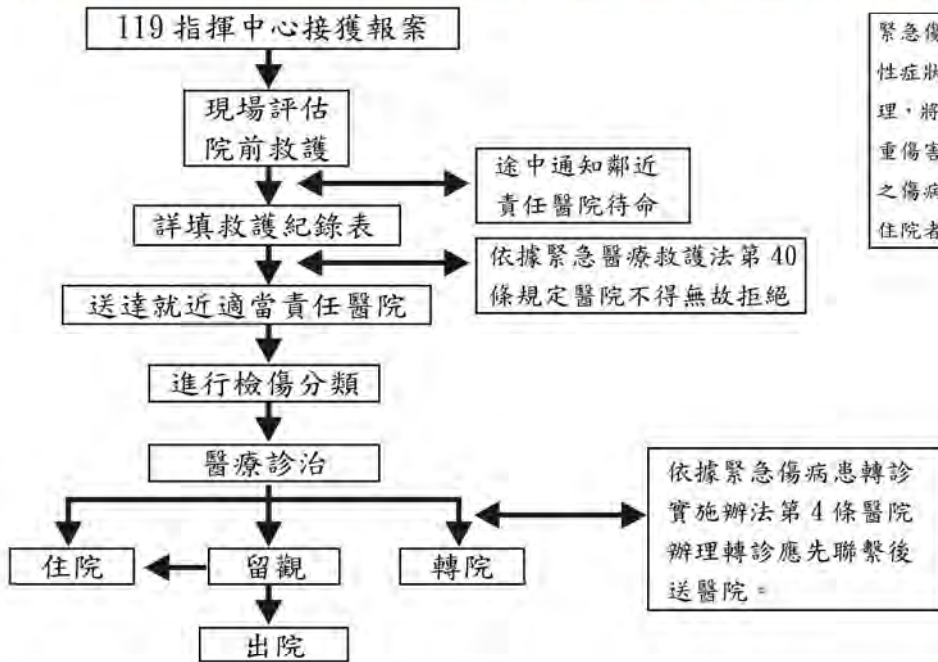 119 指揮中心接獲報案
現場評估
院前救護
途中通知鄰近
責任醫院待命
詳填救護紀錄表
依據緊急醫療救護法第 40
條規定醫院不得無故拒絕
送達就近適當責任醫院
進行檢傷分類
醫療診治
住院
留觀
轉院
出院
依據緊急傷病患轉診
實施辦法第 4 條醫院
辦理轉診應先聯繫後
送醫院。
緊急傷
性症狀
理，將
重傷害
之傷病
住院者